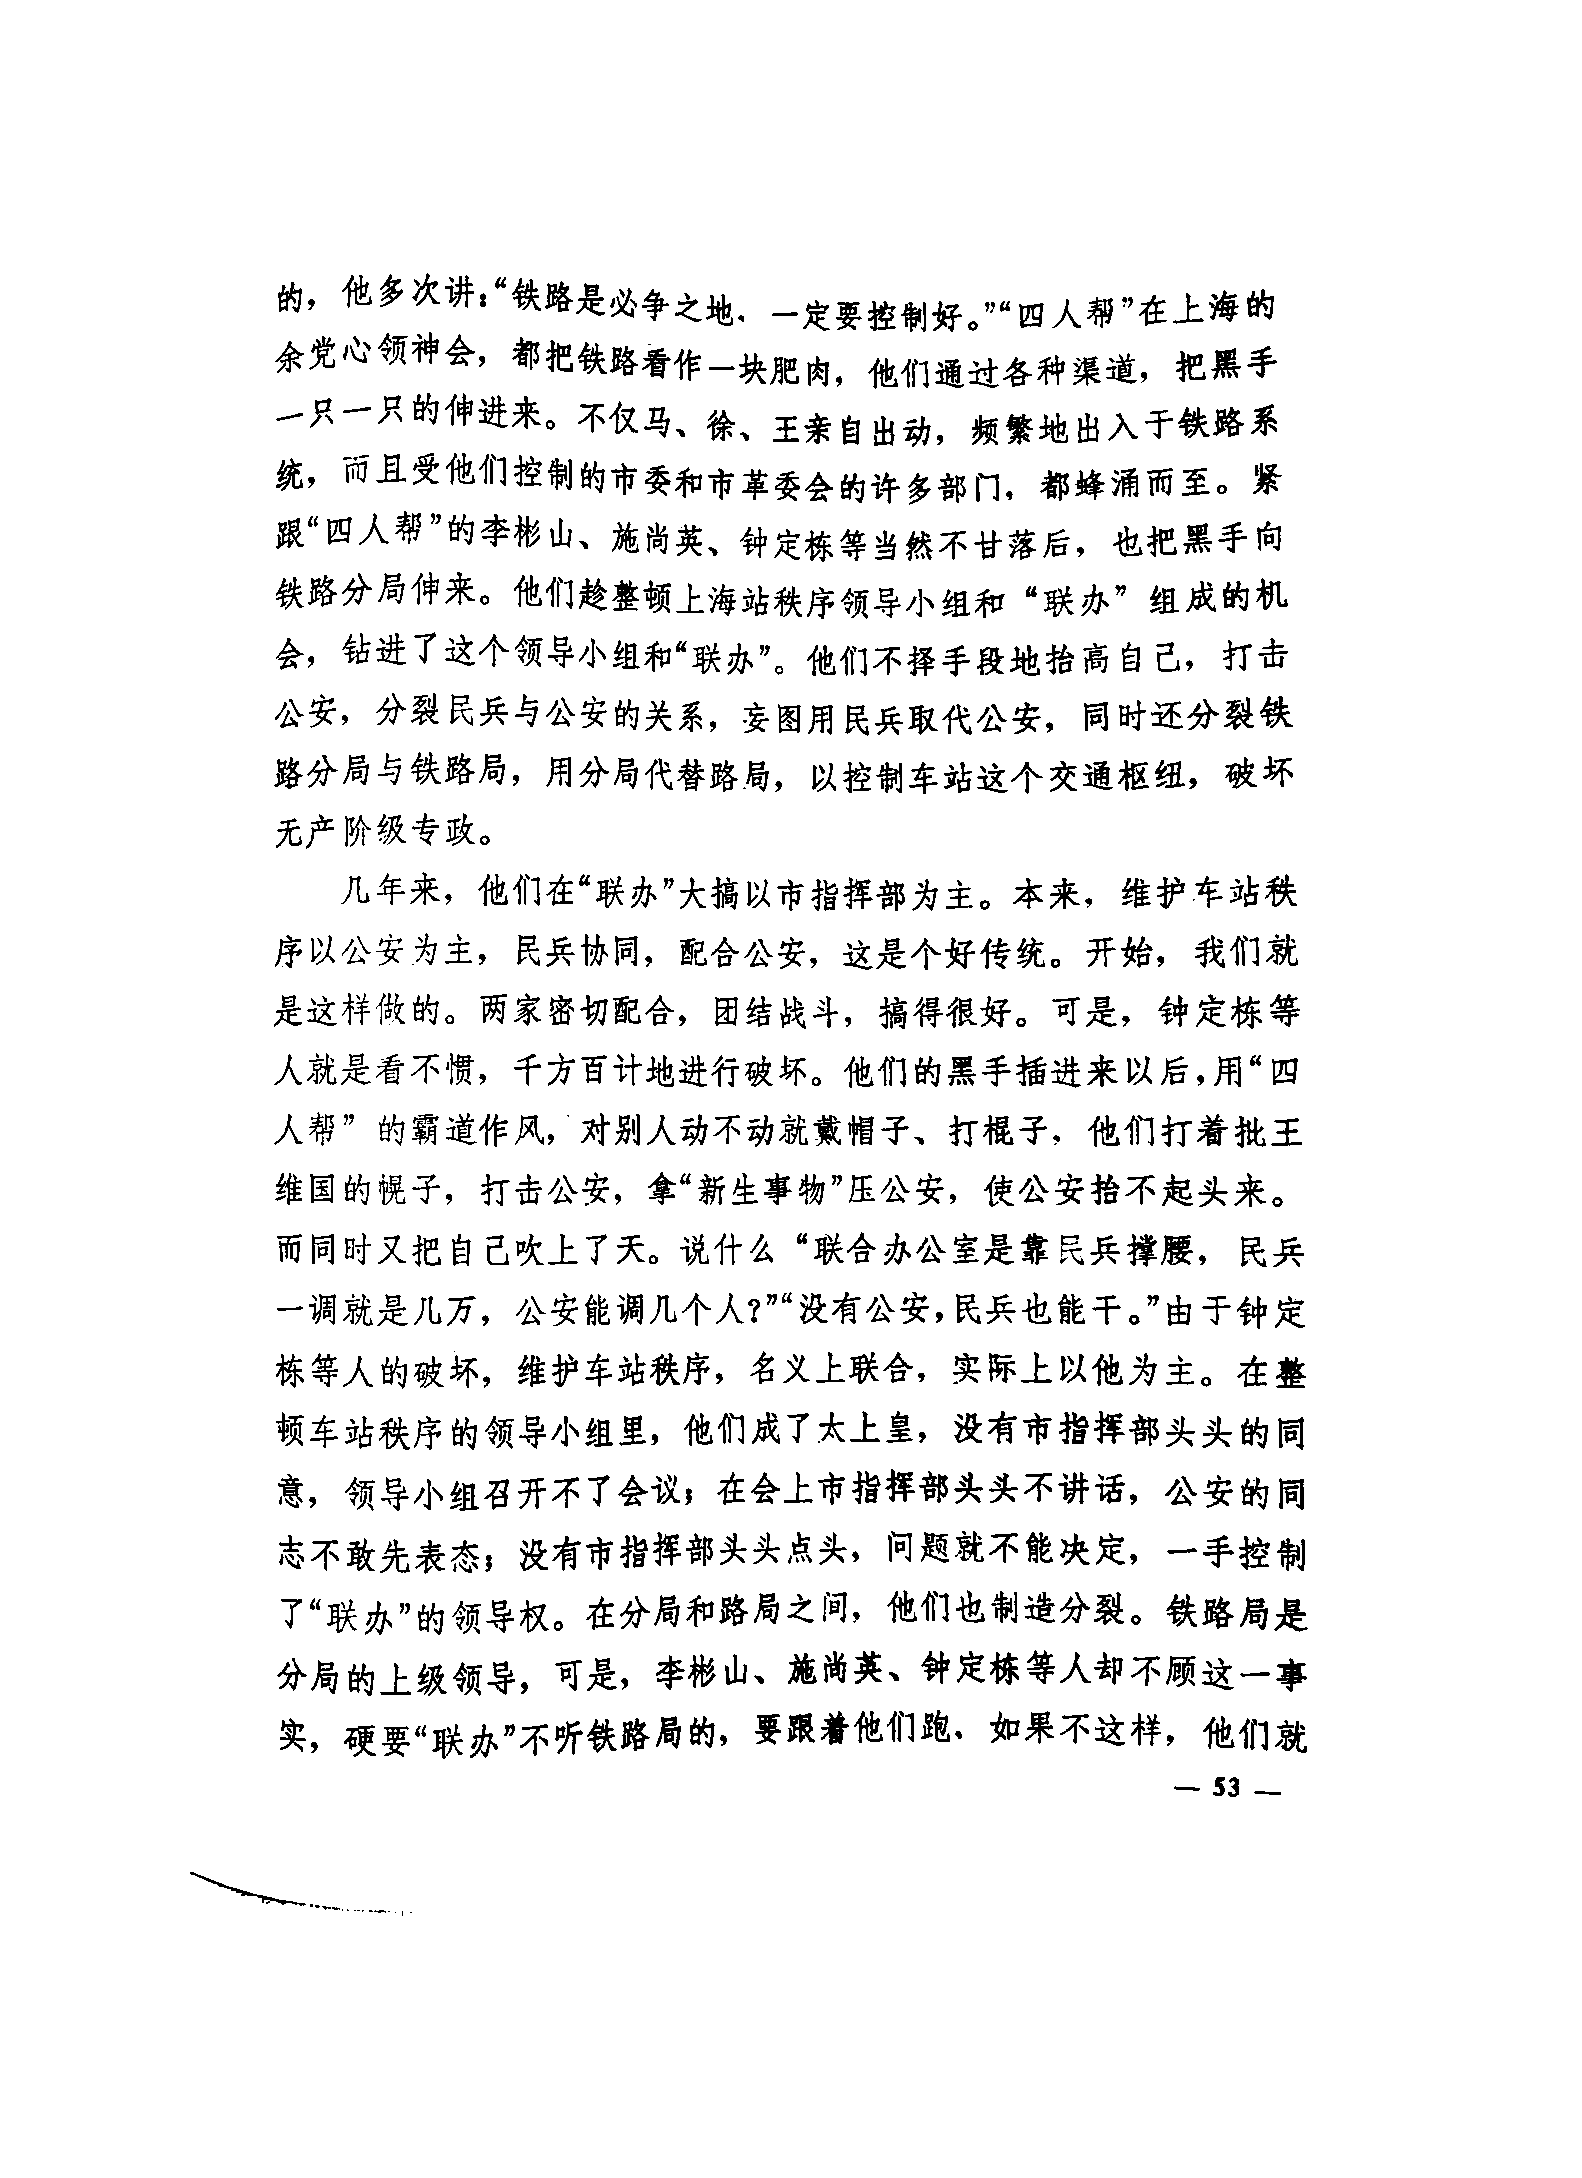 的，他多次讲：“铁路是必争之地．一定要控制好。”“四人帮”在上海的
余党心领神会，都把铁路看作一块肥肉，他们通过各种渠道，把黑手
一只一只的伸进来。不仅马、徐、王亲自出动，频繁地出入于铁路系
统，而且受他们控制的市委和市革委会的许多部门，都蜂涌而至。紧
跟“四人帮”的李彬山、施尚英、钟定栋等当然不甘落后，也把黑手向
铁路分局伸来。他们趁整顿上海站秩序领导小组和“联办”组成的机
会，钻进了这个领导小组和“联办”。他们不择手段地抬高自己，打击
公安，分裂民兵与公安的关系，妄图用民兵取代公安，同时还分裂铁
路分局与铁路局，用分局代替路局，以控制车站这个交通枢纽，破坏
无产阶级专政。
几年来，他们在“联办”大搞以市指挥部为主。本来，维护车站秩
序以公安为主，民兵协同，配合公安，这是个好传统。开始，我们就
是这样做的。两家密切配合，团结战斗，搞得很好。可是，钟定栋等
人就是看不惯，千方百计地进行破坏。他们的黑手插进来以后，用“四
人帮”的霸道作风，对别人动不动就戴帽子、打棍子，他们打着批王
维国的幌子，打击公安，拿“新生事物”压公安，使公安抬不起头来。
而同时又把自己吹上了天。说什么“联合办公室是靠民兵撑腰，民兵
一调就是几万，公安能调几个人？”“没有公安，民兵也能干。”由于钟定
栋等人的破坏，维护车站秩序，名义上联合，实际上以他为主。在整
顿车站秩序的领导小组里，他们成了太上皇，没有市指挥部头头的同
意，领导小组召开不了会议；在会上市指挥部头头不讲话，公安的同
志不敢先表态；没有市指挥部头头点头，问题就不能决定，一手控制
了“联办”的领导权。在分局和路局之间，他们也制造分裂。铁路局是
分局的上级领导，可是，李彬山、施尚英、钟定栋等人却不顾这一事
实，硬要“联办”不听铁路局的，要跟着他们跑．如果不这样，他们就
— 53 —